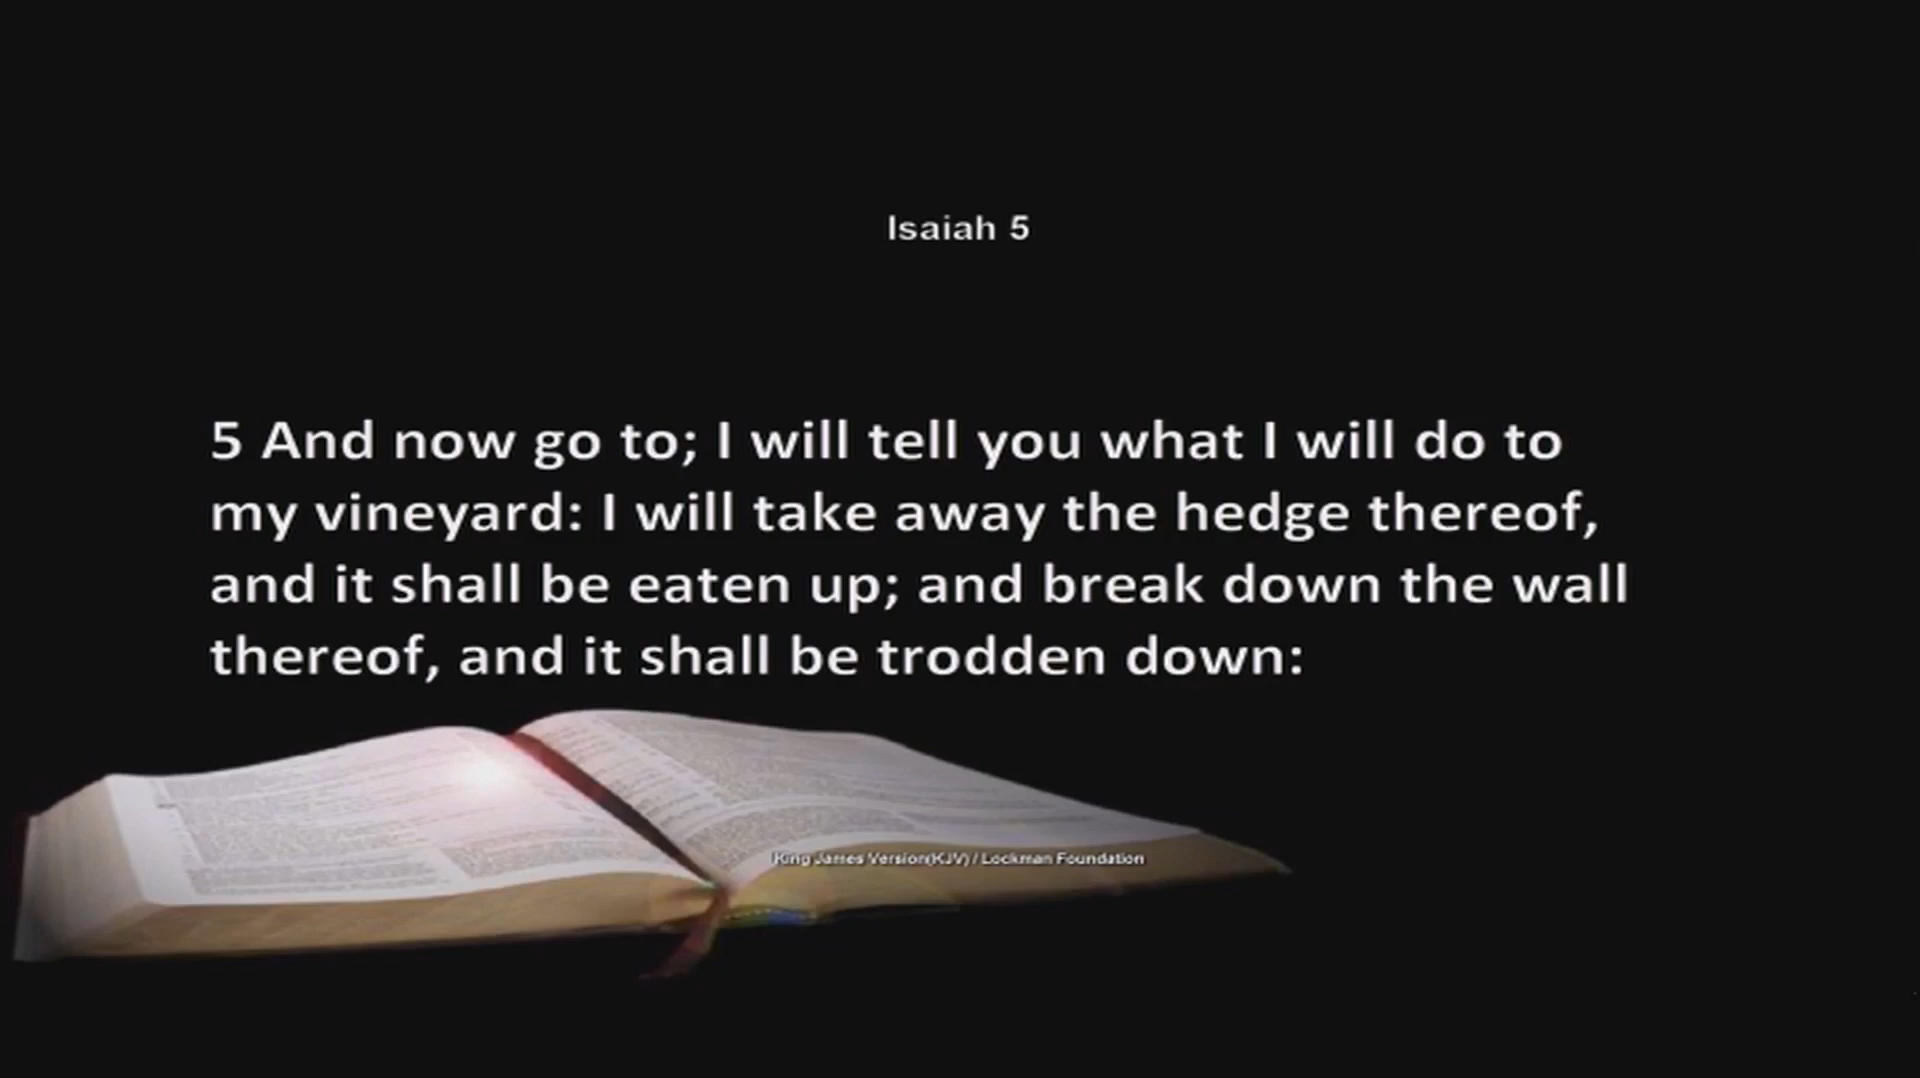 Isaiah 5
5 And now go to; I will tell you what I will do to
my vineyard: I will take away the hedge thereof,
and it shall be eaten up; and break down the wall
thereof, and it shall be trodden down:
King James Version(KJV) / Lockman Foundation